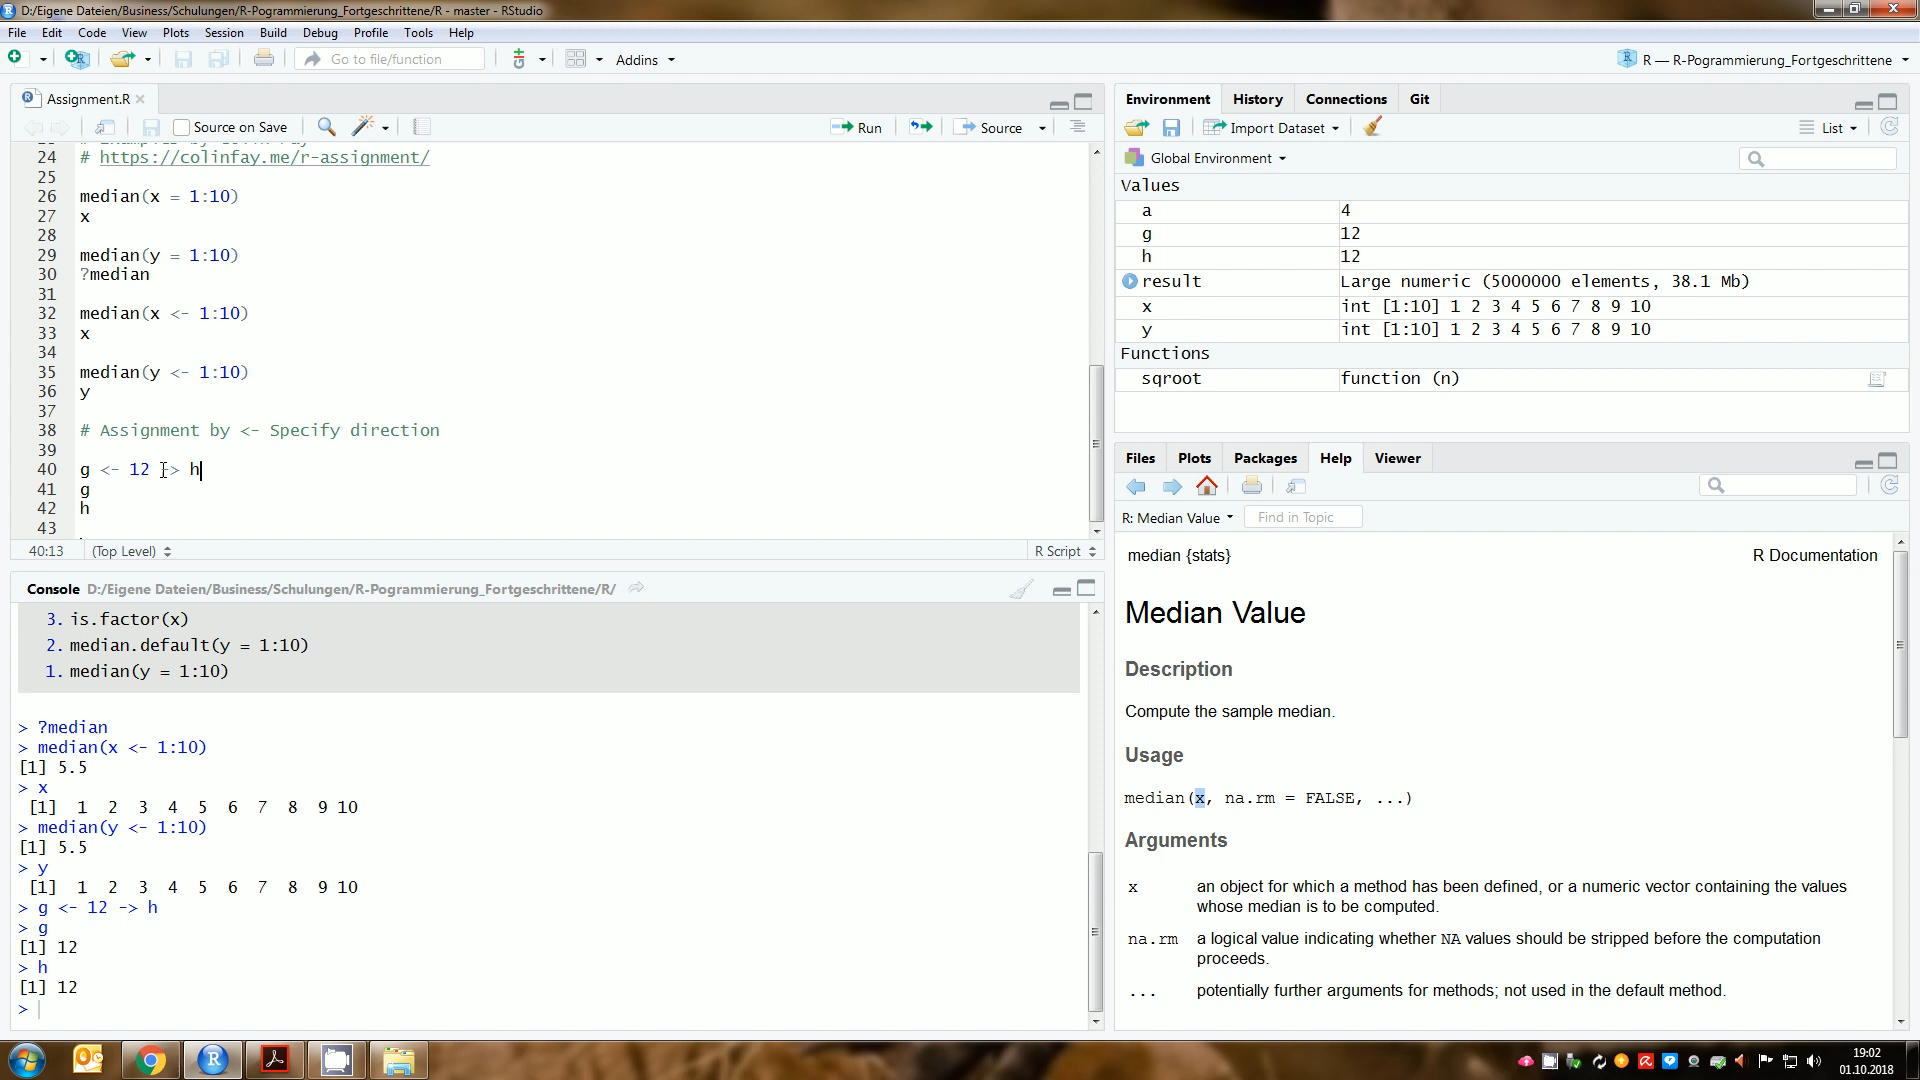 D:/Eigene Dateien/Business/Schulungen/R-Pogrammierung_Fortgeschrittene/R - master - RStudio
File Edit Code View Plots Session Build Debug Profile Tools Help
Go to file/function
Addins
R — R-Pogrammierung_Fortgeschrittene
Assignment.R
Source on Save
Run
Source
24 # https://colinfay.me/r-assignment/
25
26 median(x = 1:10)
27 x
28
29 median(y = 1:10)
30 ?median
31
32 median(x <- 1:10)
33 x
34
35 median(y <- 1:10)
36 y
37
38 # Assignment by <- Specify direction
39
40 g <- 12 -> h
41 g
42 h
43
40:13 (Top Level) R Script
Console D:/Eigene Dateien/Business/Schulungen/R-Pogrammierung_Fortgeschrittene/R/
3. is.factor(x)
2. median.default(y = 1:10)
1. median(y = 1:10)
> ?median
> median(x <- 1:10)
[1] 5.5
> x
[1] 1 2 3 4 5 6 7 8 9 10
> median(y <- 1:10)
[1] 5.5
> y
[1] 1 2 3 4 5 6 7 8 9 10
> g <- 12 -> h
> g
[1] 12
> h
[1] 12
>
Environment History Connections Git
Import Dataset List
Global Environment
Values
a 4
g 12
h 12
result Large numeric (5000000 elements, 38.1 Mb)
x int [1:10] 1 2 3 4 5 6 7 8 9 10
y int [1:10] 1 2 3 4 5 6 7 8 9 10
Functions
sqroot function (n)
Files Plots Packages Help Viewer
R: Median Value Find in Topic
median {stats} R Documentation
Median Value
Description
Compute the sample median.
Usage
median(x, na.rm = FALSE, ...)
Arguments
x an object for which a method has been defined, or a numeric vector containing the values
whose median is to be computed.
na.rm a logical value indicating whether NA values should be stripped before the computation
proceeds.
... potentially further arguments for methods; not used in the default method.
19:02
01.10.2018